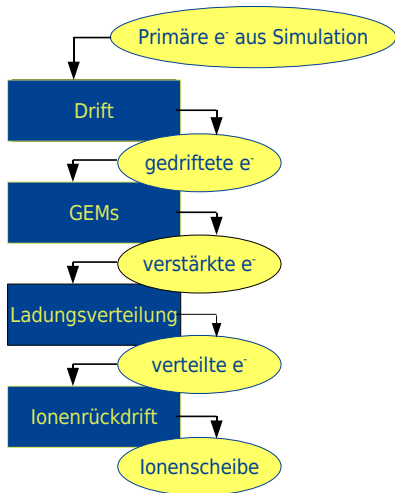 Primäre e⁻ aus Simulation
Drift
gedriftete e⁻
GEMs
verstärkte e⁻
Ladungsverteilung
verteilte e⁻
Ionenrückdrift
Ionenscheibe